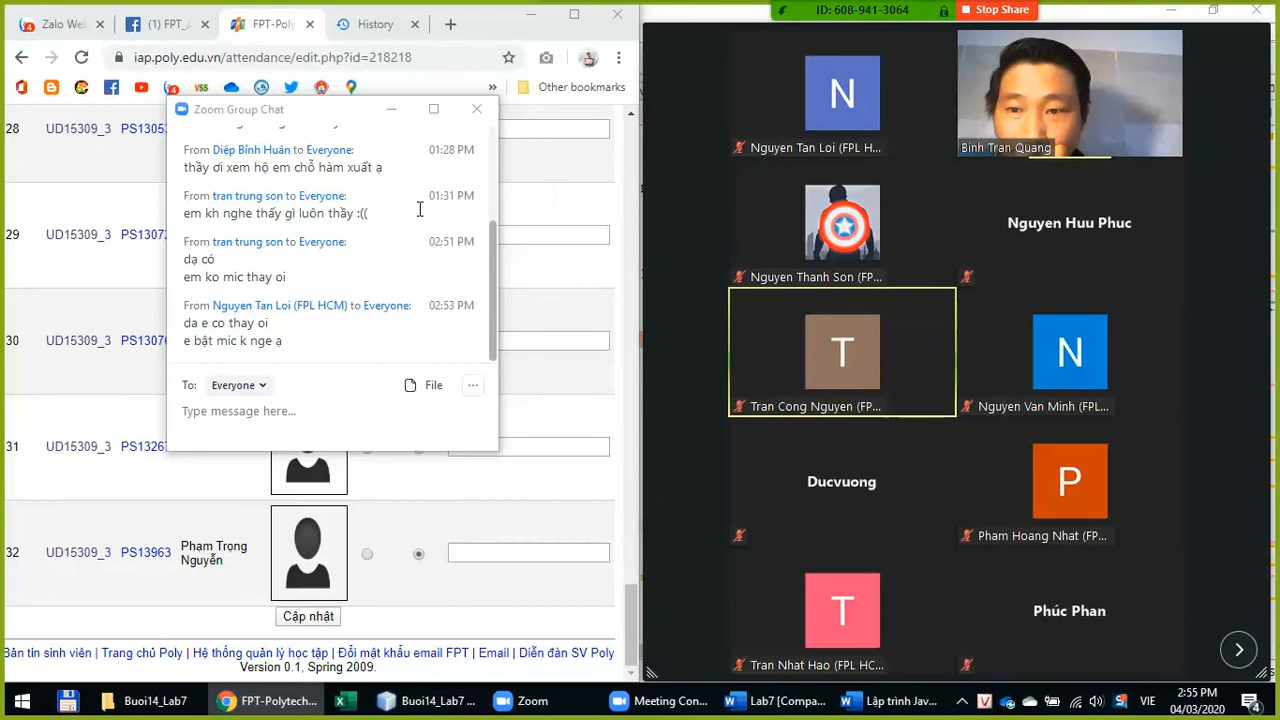 Zalo Wel
(1) FPT_J
FPT-Poly
History
ID: 608-941-3064
Stop Share
iap.poly.edu.vn/attendance/edit.php?id=218218
Other bookmarks
Zoom Group Chat
From Diệp Bỉnh Huân to Everyone: 01:28 PM
thầy ơi xem hộ em chỗ hàm xuất ạ
From tran trung son to Everyone: 01:31 PM
em kh nghe thấy gì luôn thầy :((
From tran trung son to Everyone: 02:51 PM
dạ có
em ko mic thay oi
From Nguyen Tan Loi (FPL HCM) to Everyone: 02:53 PM
da e co thay oi
e bật mic k nge ạ
To: Everyone
File
...
Type message here...
28 UD15309_3 PS13053
29 UD15309_3 PS1307
30 UD15309_3 PS13076
31 UD15309_3 PS13267
32 UD15309_3 PS13963 Phạm Trọng
Nguyễn
Cập nhật
Bản tin sinh viên | Trang chủ Poly | Hệ thống quản lý học tập | Đổi mật khẩu email FPT | Email | Diễn đàn SV Poly
Version 0.1, Spring 2009.
N
Nguyen Tan Loi (FPL H...
Binh Tran Quang
Nguyen Thanh Son (FP...
Nguyen Huu Phuc
T
Tran Cong Nguyen (FP...
N
Nguyen Van Minh (FPL...
Ducvuong
P
Pham Hoang Nhat (FP...
T
Tran Nhat Hao (FPL HC...
Phúc Phan
Buoi14_Lab7
FPT-Polytech...
Buoi14_Lab7 ...
Zoom
Meeting Con...
Lab7 [Compa...
Lập trình Jav...
VIE
2:55 PM
04/03/2020
4